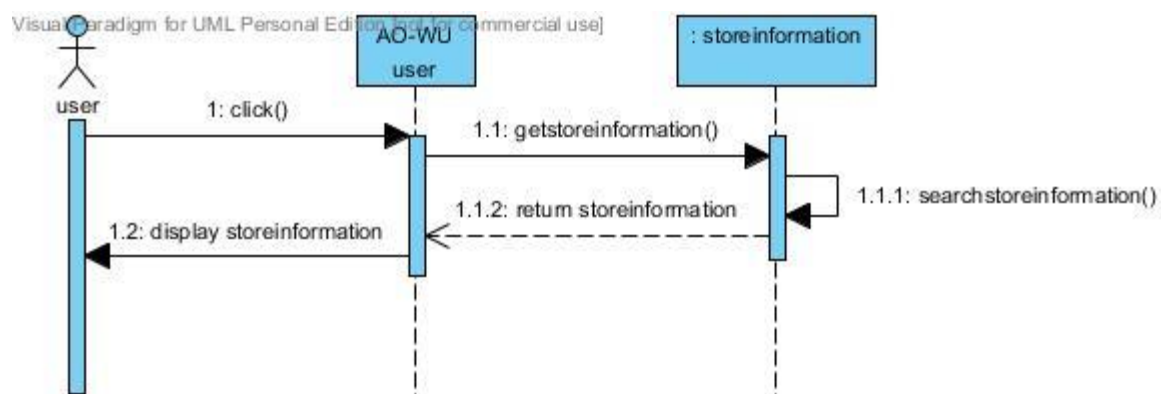 Visual Paradigm for UML Personal Edition [not for commercial use]
AO-WU
user
: storeinformation
user
1: click()
1.1: getstoreinformation()
1.1.1: searchstoreinformation()
1.1.2: return storeinformation
1.2: display storeinformation